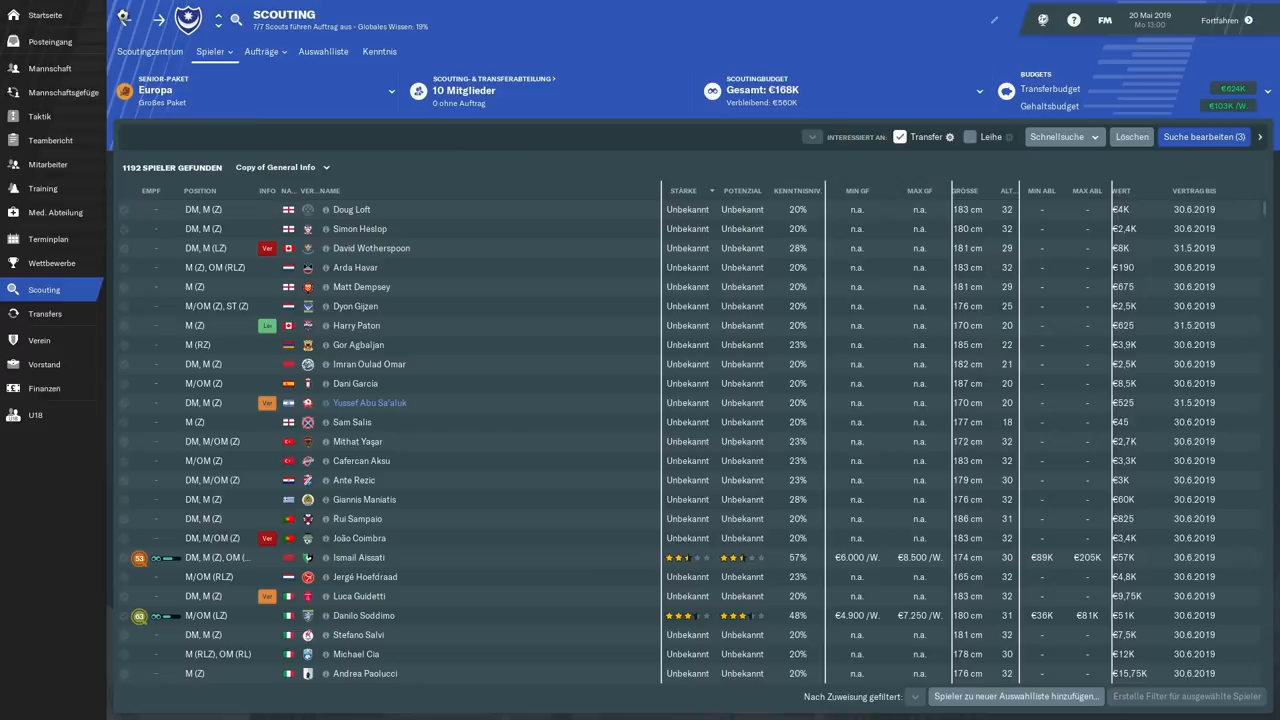 Startseite
Posteingang
Mannschaft
Mannschaftsgefüge
Taktik
Teambericht
Mitarbeiter
Training
Med. Abteilung
Terminplan
Wettbewerbe
Scouting
Transfers
Verein
Vorstand
Finanzen
U18
SCOUTING
7/7 Scouts führen Auftrag aus - Globales Wissen: 19%
? FM 20 Mai 2019 Mo 13:00 Fortfahren
Scoutingzentrum Spieler Aufträge Auswahlliste Kenntnis
SENIOR-PAKET
Europa
Großes Paket
SCOUTING- & TRANSFERABTEILUNG >
10 Mitglieder
0 ohne Auftrag
SCOUTINGBUDGET
Gesamt: €168K
Verbleibend: €560K
BUDGETS
Transferbudget €624K
Gehaltsbudget €103K /W
INTERESSIERT AN: Transfer Leihe Schnellsuche Löschen Suche bearbeiten (3)
1192 SPIELER GEFUNDEN Copy of General Info
EMPF POSITION INFO NA... VER... NAME STÄRKE POTENZIAL KENNTNISNIV. MIN GF MAX GF GRÖSSE ALT... MIN ABL MAX ABL WERT VERTRAG BIS
- DM, M (Z) Doug Loft Unbekannt Unbekannt 20% n.a. n.a. 183 cm 32 - - €4K 30.6.2019
- DM, M (Z) Simon Heslop Unbekannt Unbekannt 20% n.a. n.a. 180 cm 32 - - €2,4K 30.6.2019
- DM, M (LZ) Ver David Wotherspoon Unbekannt Unbekannt 28% n.a. n.a. 181 cm 29 - - €8K 31.5.2019
- M (Z), OM (RLZ) Arda Havar Unbekannt Unbekannt 20% n.a. n.a. 183 cm 32 - - €190 30.6.2019
- M (Z) Matt Dempsey Unbekannt Unbekannt 20% n.a. n.a. 181 cm 29 - - €675 30.6.2019
- M/OM (Z), ST (Z) Dyon Gijzen Unbekannt Unbekannt 20% n.a. n.a. 176 cm 25 - - €2,5K 30.6.2019
- M (Z) Lei Harry Paton Unbekannt Unbekannt 20% n.a. n.a. 170 cm 20 - - €625 31.5.2019
- M (RZ) Gor Agbaljan Unbekannt Unbekannt 23% n.a. n.a. 185 cm 22 - - €3,9K 30.6.2019
- DM, M (Z) Imran Oulad Omar Unbekannt Unbekannt 20% n.a. n.a. 182 cm 21 - - €2,5K 30.6.2019
- M/OM (Z) Dani García Unbekannt Unbekannt 20% n.a. n.a. 187 cm 20 - - €8,5K 30.6.2019
- DM, M (Z) Ver Yussef Abu Sa'aluk Unbekannt Unbekannt 20% n.a. n.a. 170 cm 20 - - €525 31.5.2019
- M (Z) Sam Salis Unbekannt Unbekannt 20% n.a. n.a. 177 cm 18 - - €45 30.6.2019
- DM, M/OM (Z) Mithat Yaşar Unbekannt Unbekannt 23% n.a. n.a. 172 cm 32 - - €2,7K 30.6.2019
- M/OM (Z) Cafercan Aksu Unbekannt Unbekannt 23% n.a. n.a. 183 cm 32 - - €3,3K 30.6.2019
- DM, M/OM (Z) Ante Rezic Unbekannt Unbekannt 23% n.a. n.a. 179 cm 30 - - €3K 30.6.2019
- DM, M (Z) Giannis Maniatis Unbekannt Unbekannt 28% n.a. n.a. 176 cm 32 - - €60K 30.6.2019
- DM, M (Z) Rui Sampaio Unbekannt Unbekannt 20% n.a. n.a. 186 cm 31 - - €825 30.6.2019
- DM, M/OM (Z) Ver João Coimbra Unbekannt Unbekannt 20% n.a. n.a. 183 cm 32 - - €3,4K 30.6.2019
53 DM, M (Z), OM (... Ismail Aissati 57% €6.000 /W. €8.500 /W. 174 cm 30 €89K €205K €57K 30.6.2019
- M/OM (RLZ) Jergé Hoefdraad Unbekannt Unbekannt 23% n.a. n.a. 165 cm 32 - - €4,8K 30.6.2019
- DM, M (Z) Ver Luca Guidetti Unbekannt Unbekannt 20% n.a. n.a. 183 cm 32 - - €9,75K 30.6.2019
63 M/OM (LZ) Danilo Soddimo 48% €4.900 /W. €7.250 /W. 180 cm 31 €36K €81K €51K 30.6.2019
- DM, M (Z) Stefano Salvi Unbekannt Unbekannt 20% n.a. n.a. 181 cm 32 - - €7,5K 30.6.2019
- M (RLZ), OM (RL) Michael Cia Unbekannt Unbekannt 20% n.a. n.a. 178 cm 30 - - €12K 30.6.2019
- M (Z) Andrea Paolucci Unbekannt Unbekannt 20% n.a. n.a. 176 cm 32 - - €15,75K 30.6.2019
Nach Zuweisung gefiltert: Spieler zu neuer Auswahlliste hinzufügen... Erstelle Filter für ausgewählte Spieler